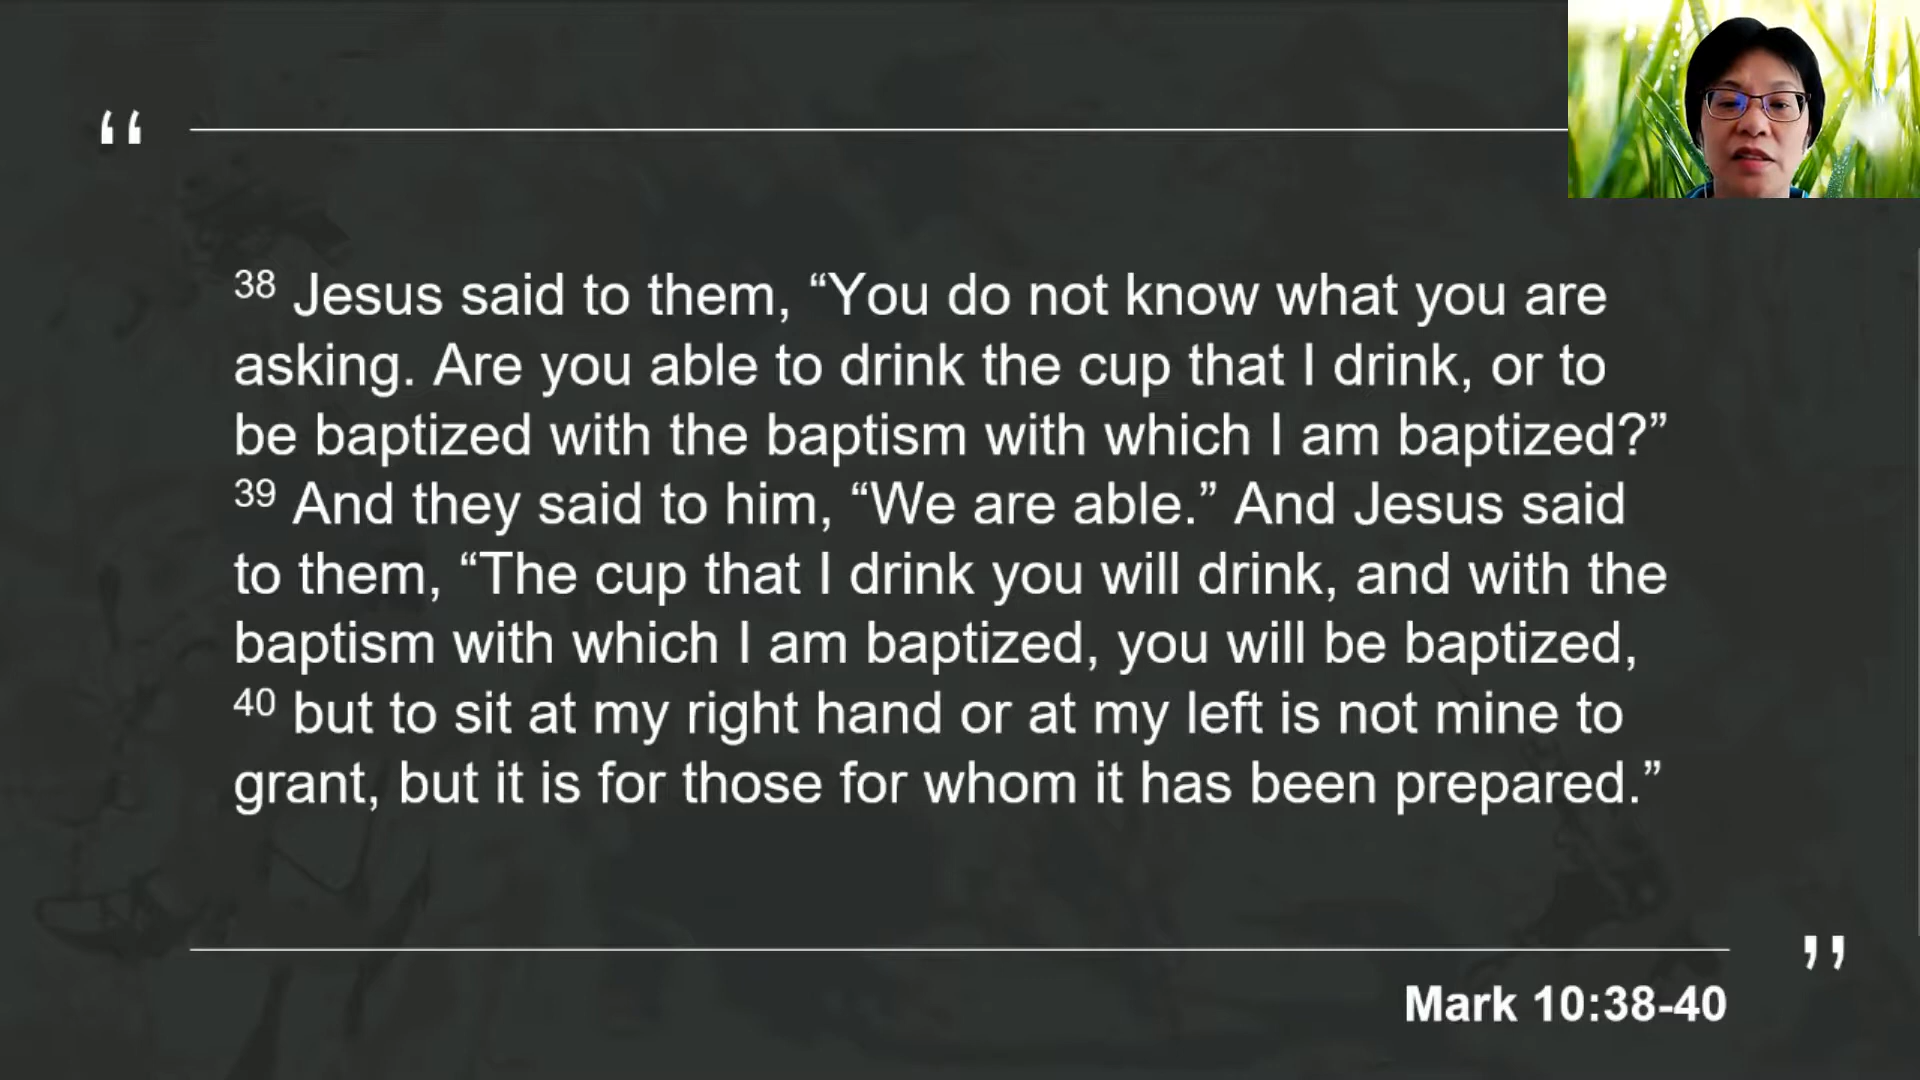 “
38 Jesus said to them, “You do not know what you are
asking. Are you able to drink the cup that I drink, or to
be baptized with the baptism with which I am baptized?”
39 And they said to him, “We are able.” And Jesus said
to them, “The cup that I drink you will drink, and with the
baptism with which I am baptized, you will be baptized,
40 but to sit at my right hand or at my left is not mine to
grant, but it is for those for whom it has been prepared.”
”
Mark 10:38-40